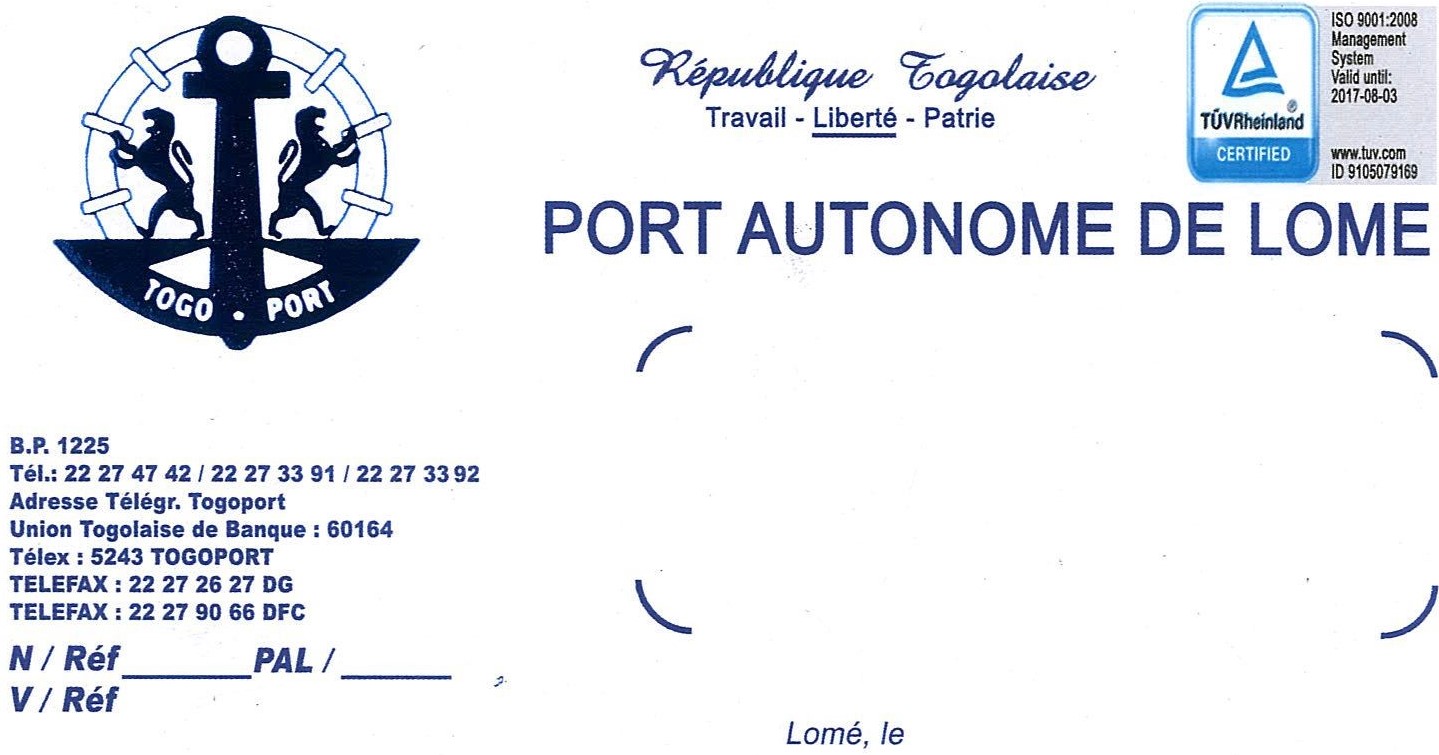 TOGO • PORT
République Togolaise
Travail - Liberté - Patrie
TÜVRheinland®
CERTIFIED
ISO 9001:2008
Management
System
Valid until:
2017-08-03
www.tuv.com
ID 9105079169
PORT AUTONOME DE LOME
B.P. 1225
Tél.: 22 27 47 42 / 22 27 33 91 / 22 27 33 92
Adresse Télégr. Togoport
Union Togolaise de Banque : 60164
Télex : 5243 TOGOPORT
TELEFAX : 22 27 26 27 DG
TELEFAX : 22 27 90 66 DFC
N / Réf ______ PAL / ______
V / Réf
Lomé, le